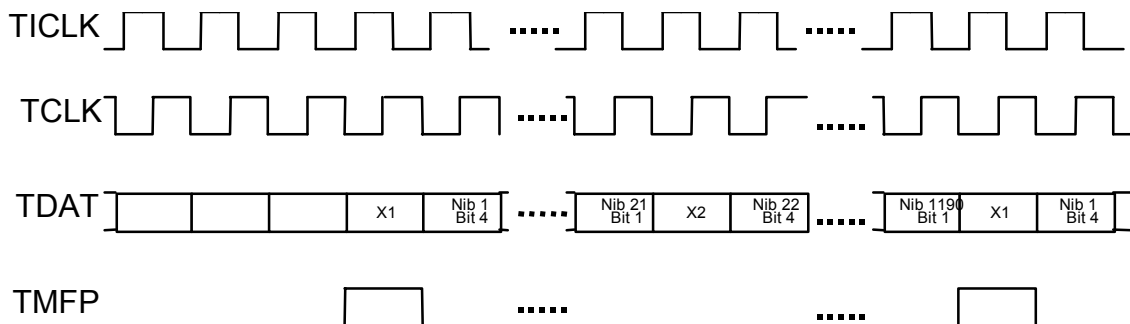 TICLK
TCLK
TDAT
X1
Nib 1
Bit 4
Nib 21
Bit 1
X2
Nib 22
Bit 4
Nib 1190
Bit 1
X1
Nib 1
Bit 4
TMFP